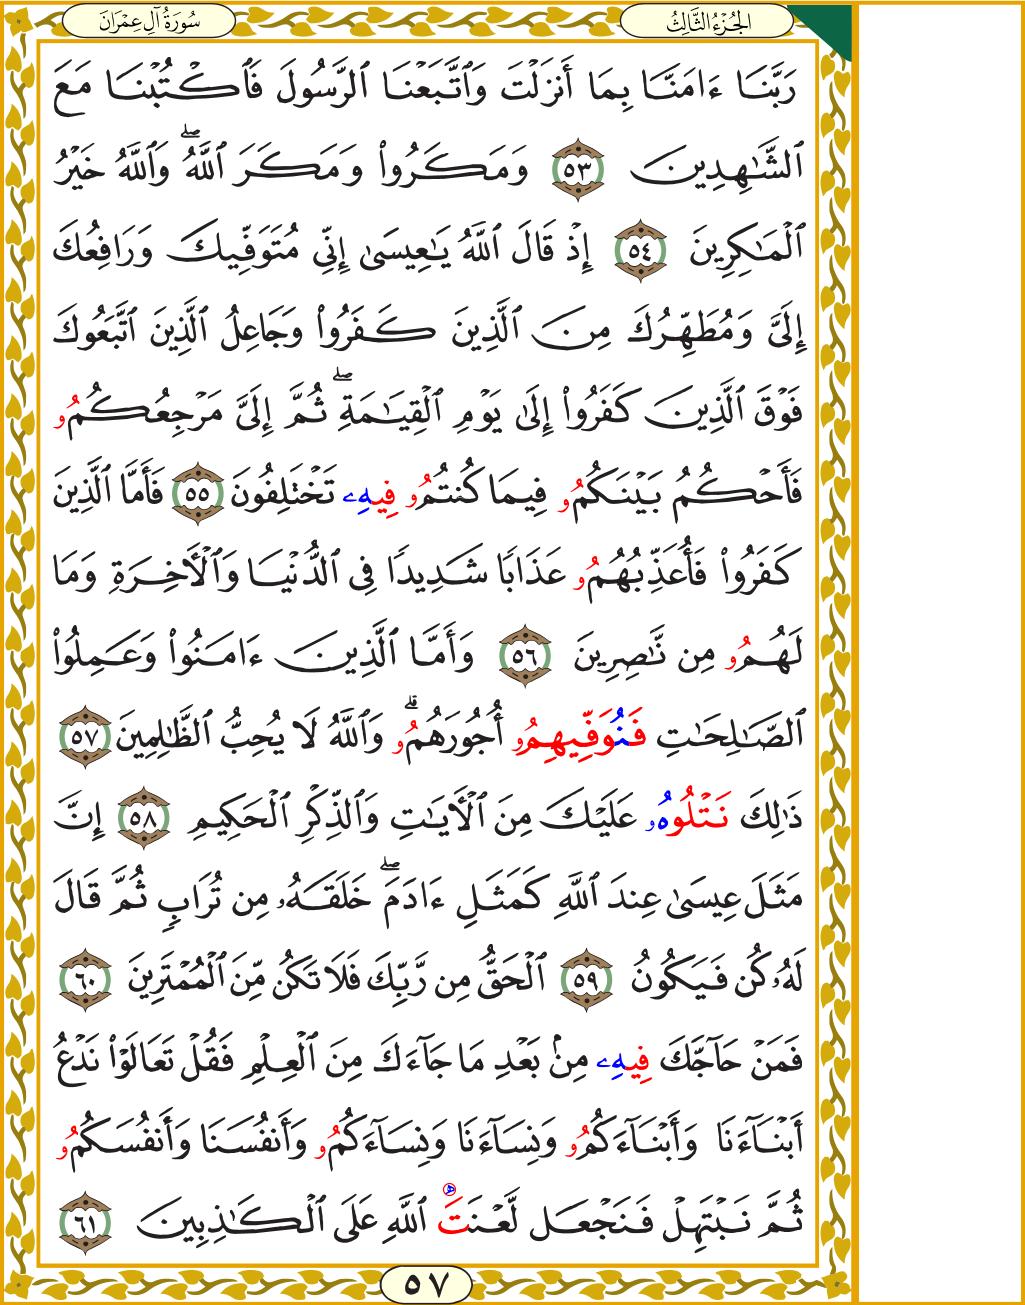 سُورَةُ آلِ عِمْرَانَ
الجُزْءُ الثَّالِثُ
رَبَّنَا ءَامَنَّا بِمَا أَنزَلْتَ وَٱتَّبَعْنَا ٱلرَّسُولَ فَٱكْتُبْنَا مَعَ
ٱلشَّٰهِدِينَ ٥٣ وَمَكَرُوا۟ وَمَكَرَ ٱللَّهُ ۖ وَٱللَّهُ خَيْرُ
ٱلْمَٰكِرِينَ ٥٤ إِذْ قَالَ ٱللَّهُ يَٰعِيسَىٰ إِنِّي مُتَوَفِّيكَ وَرَافِعُكَ
إِلَىَّ وَمُطَهِّرُكَ مِنَ ٱلَّذِينَ كَفَرُوا۟ وَجَاعِلُ ٱلَّذِينَ ٱتَّبَعُوكَ
فَوْقَ ٱلَّذِينَ كَفَرُوا۟ إِلَىٰ يَوْمِ ٱلْقِيَٰمَةِ ۖ ثُمَّ إِلَىَّ مَرْجِعُكُمُۥ
فَأَحْكُمُ بَيْنَكُمُۥ فِيمَا كُنتُمُۥ فِيهِۦ تَخْتَلِفُونَ ٥٥ فَأَمَّا ٱلَّذِينَ
كَفَرُوا۟ فَأُعَذِّبُهُمُۥ عَذَابًا شَدِيدًا فِى ٱلدُّنْيَا وَٱلْأَخِرَةِ وَمَا
لَهُمُۥ مِن نَّٰصِرِينَ ٥٦ وَأَمَّا ٱلَّذِينَ ءَامَنُوا۟ وَعَمِلُوا۟
ٱلصَّٰلِحَٰتِ فَنُوَفِّيهِمُۥ أُجُورَهُمُۥ ۗ وَٱللَّهُ لَا يُحِبُّ ٱلظَّٰلِمِينَ ٥٧
ذَٰلِكَ نَتْلُوهُۥ عَلَيْكَ مِنَ ٱلْأَيَٰتِ وَٱلذِّكْرِ ٱلْحَكِيمِ ٥٨ إِنَّ
مَثَلَ عِيسَىٰ عِندَ ٱللَّهِ كَمَثَلِ ءَادَمَ ۖ خَلَقَهُۥ مِن تُرَابٍ ثُمَّ قَالَ
لَهُۥ كُن فَيَكُونُ ٥٩ ٱلْحَقُّ مِن رَّبِّكَ فَلَا تَكُن مِّنَ ٱلْمُمْتَرِينَ ٦٠
فَمَنْ حَآجَّكَ فِيهِۦ مِنۢ بَعْدِ مَا جَآءَكَ مِنَ ٱلْعِلْمِ فَقُلْ تَعَالَوْا۟ نَدْعُ
أَبْنَآءَنَا وَأَبْنَآءَكُمُۥ وَنِسَآءَنَا وَنِسَآءَكُمُۥ وَأَنفُسَنَا وَأَنفُسَكُمُۥ
ثُمَّ نَبْتَهِلْ فَنَجْعَل لَّعْنَتَ ٱللَّهِ عَلَى ٱلْكَٰذِبِينَ ٦١
٥٧